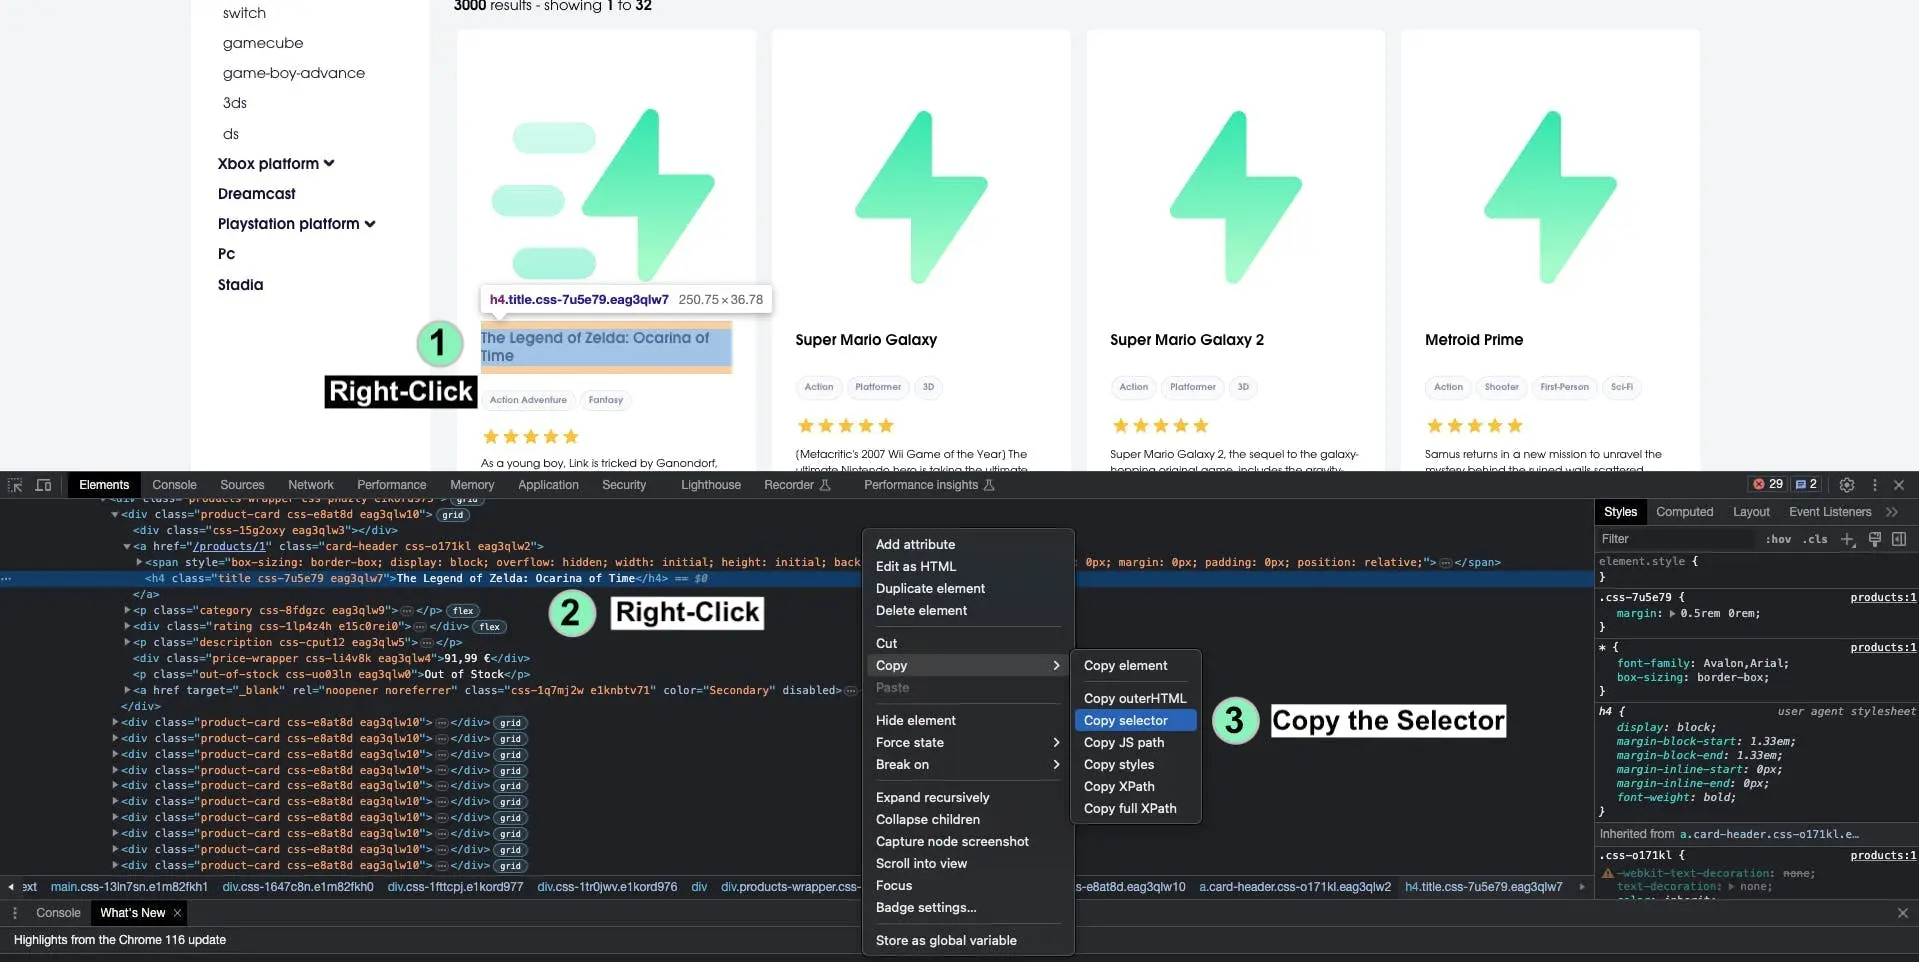 switch
gamecube
game-boy-advance
3ds
ds
Xbox platform
Dreamcast
Playstation platform
Pc
Stadia
3000 results - showing 1 to 32
h4.title.css-7u5e79.eag3qlw7 250.75 × 36.78
1
Right-Click
The Legend of Zelda: Ocarina of
Time
Action Adventure Fantasy
As a young boy, Link is tricked by Ganondorf,
Super Mario Galaxy
Action Platformer 3D
[Metacritic's 2007 Wii Game of the Year] The
ultimate Nintendo hero is taking the ultimate
Super Mario Galaxy 2
Action Platformer 3D
Super Mario Galaxy 2, the sequel to the galaxy-
hopping original game, includes the gravity-
Metroid Prime
Action Shooter First-Person Sci-Fi
Samus returns in a new mission to unravel the
mystery behind the ruined walls scattered
Elements Console Sources Network Performance Memory Application Security Lighthouse Recorder Performance insights 29 2
<div class="product-card css-e8at8d eag3qlw10"> grid
<div class="css-15g2oxy eag3qlw3"></div>
<a href="/products/1" class="card-header css-o171kl eag3qlw2">
<span style="box-sizing: border-box; display: block; overflow: hidden; width: initial; height: initial; back 0px; margin: 0px; padding: 0px; position: relative;">⋯</span>
<h4 class="title css-7u5e79 eag3qlw7">The Legend of Zelda: Ocarina of Time</h4> == $0
</a>
<p class="category css-8fdgzc eag3qlw9">⋯</p> flex
<div class="rating css-1lp4z4h e15c0rei0">⋯</div> flex
<p class="description css-cput12 eag3qlw5">⋯</p>
<div class="price-wrapper css-li4v8k eag3qlw4">91,99 €</div>
<p class="out-of-stock css-uo03ln eag3qlw0">Out of Stock</p>
<a href target="_blank" rel="noopener noreferrer" class="css-1q7mj2w e1knbtv71" color="Secondary" disabled>⋯
</div>
<div class="product-card css-e8at8d eag3qlw10">⋯</div> grid
<div class="product-card css-e8at8d eag3qlw10">⋯</div> grid
<div class="product-card css-e8at8d eag3qlw10">⋯</div> grid
<div class="product-card css-e8at8d eag3qlw10">⋯</div> grid
<div class="product-card css-e8at8d eag3qlw10">⋯</div> grid
<div class="product-card css-e8at8d eag3qlw10">⋯</div> grid
<div class="product-card css-e8at8d eag3qlw10">⋯</div> grid
<div class="product-card css-e8at8d eag3qlw10">⋯</div> grid
<div class="product-card css-e8at8d eag3qlw10">⋯</div> grid
<div class="product-card css-e8at8d eag3qlw10">⋯</div> grid
2
Right-Click
Add attribute
Edit as HTML
Duplicate element
Delete element
Cut
Copy
Paste
Hide element
Force state
Break on
Expand recursively
Collapse children
Capture node screenshot
Scroll into view
Focus
Badge settings...
Store as global variable
Copy element
Copy outerHTML
Copy selector
Copy JS path
Copy styles
Copy XPath
Copy full XPath
3
Copy the Selector
Styles Computed Layout Event Listeners
Filter :hov .cls
element.style {
}
.css-7u5e79 { products:1
margin: 0.5rem 0rem;
}
* { products:1
font-family: Avalon,Arial;
box-sizing: border-box;
}
h4 { user agent stylesheet
display: block;
margin-block-start: 1.33em;
margin-block-end: 1.33em;
margin-inline-start: 0px;
margin-inline-end: 0px;
font-weight: bold;
}
Inherited from a.card-header.css-o171kl.e…
.css-o171kl { products:1
-webkit-text-decoration: none;
text-decoration: none;
ext main.css-13ln7sn.e1m82fkh1 div.css-1647c8n.e1m82fkh0 div.css-1fttcpj.e1kord977 div.css-1tr0jwv.e1kord976 div div.products-wrapper.css- s-e8at8d.eag3qlw10 a.card-header.css-o171kl.eag3qlw2 h4.title.css-7u5e79.eag3qlw7
Console What's New
Highlights from the Chrome 116 update